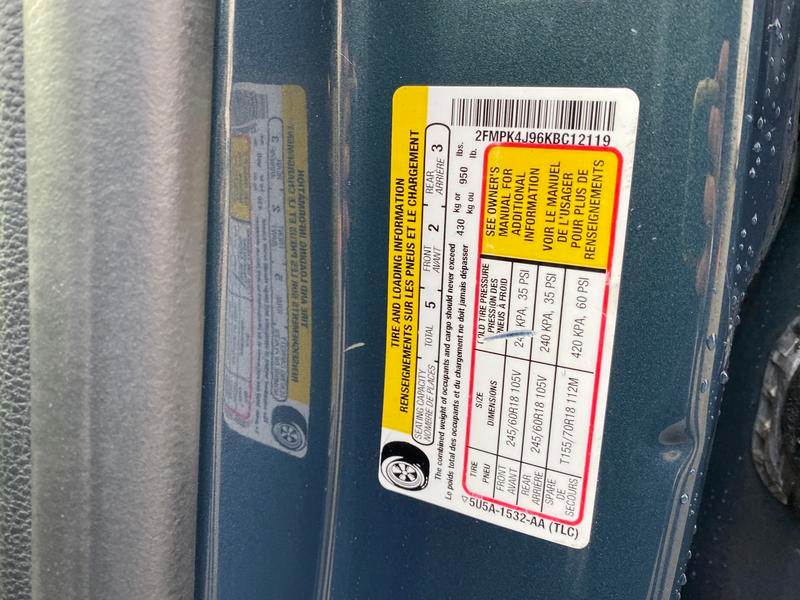 2FMPK4J96KBC12119
TIRE AND LOADING INFORMATION
RENSEIGNEMENTS SUR LES PNEUS ET LE CHARGEMENT
SEATING CAPACITY
NOMBRE DE PLACES
TOTAL 5
FRONT
AVANT 2
REAR
ARRIÈRE 3
The combined weight of occupants and cargo should never exceed 430 kg or 950 lbs.
Le poids total des occupants et du chargement ne doit jamais dépasser kg ou lb.
TIRE SIZE TIRE PRESSURE
PNEU DIMENSIONS PRESSION DES
PNEUS À FROID
FRONT
AVANT 245/60R18 105V KPA, 35 PSI
REAR
ARRIÈRE 245/60R18 105V 240 KPA, 35 PSI
SPARE
DE
SECOURS T155/70R18 112M 420 KPA, 60 PSI
SEE OWNER'S
MANUAL FOR
ADDITIONAL
INFORMATION
VOIR LE MANUEL
DE L'USAGER
POUR PLUS DE
RENSEIGNEMENTS
5U5A-1532-AA (TLC)